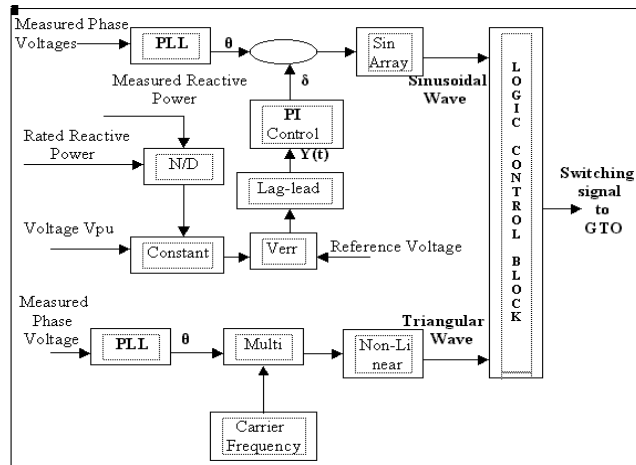 Measured Phase
Voltages
PLL
θ
Sin
Array
Sinusoidal
Wave
Measured Reactive
Power
δ
PI
Control
Rated Reactive
Power
N/D
Y(t)
Lag-lead
Voltage Vpu
Constant
Verr
Reference Voltage
LOGIC CONTROL BLOCK
Switching
signal
to
GTO
Measured
Phase
Voltage
PLL
θ
Multi
Non-Li
near
Triangular
Wave
Carrier
Frequency